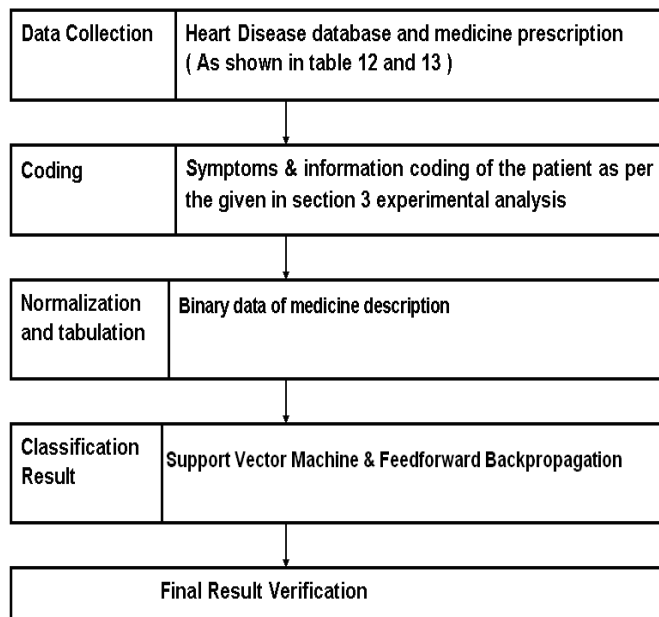 Data Collection
Heart Disease database and medicine prescription
( As shown in table 12 and 13 )
Coding
Symptoms & information coding of the patient as per
the given in section 3 experimental analysis
Normalization
and tabulation
Binary data of medicine description
Classification
Result
Support Vector Machine & Feedforward Backpropagation
Final Result Verification